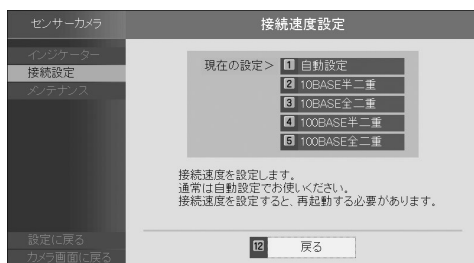 センサーカメラ
接続速度設定
インジケーター
接続設定
メンテナンス
現在の設定＞ 1 自動設定
2 10BASE半二重
3 10BASE全二重
4 100BASE半二重
5 100BASE全二重
接続速度を設定します。
通常は自動設定でお使いください。
接続速度を設定すると、再起動する必要があります。
設定に戻る
カメラ画面に戻る
12 戻る